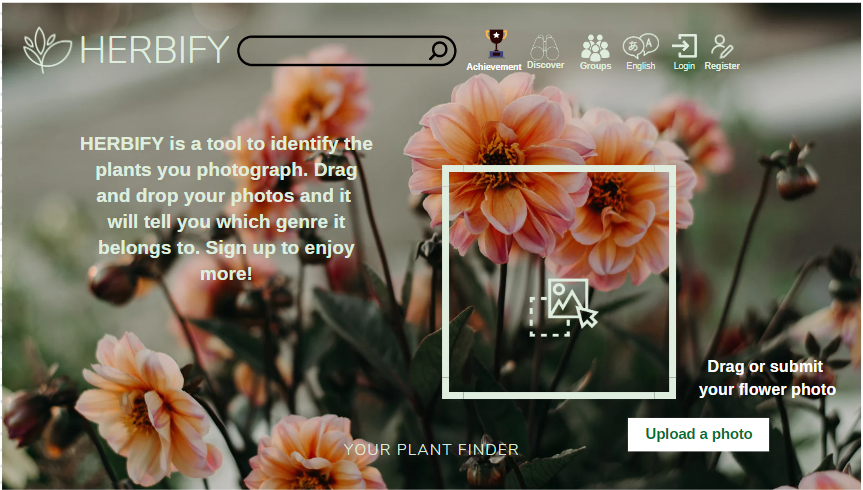 HERBIFY
Achievement
Discover
Groups
あ A
English
Login
Register
HERBIFY is a tool to identify the
plants you photograph. Drag
and drop your photos and it
will tell you which genre it
belongs to. Sign up to enjoy
more!
Drag or submit
your flower photo
Upload a photo
YOUR PLANT FINDER